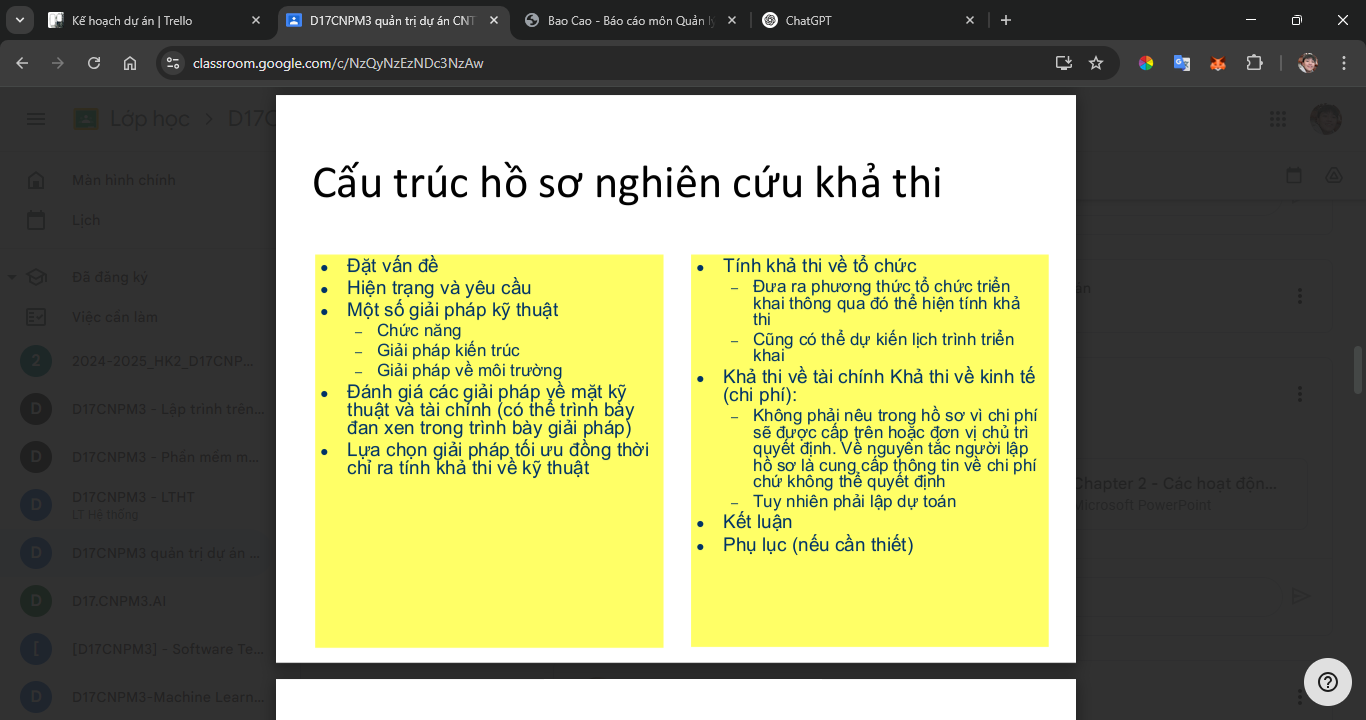 Kế hoạch dự án | Trello
D17CNPM3 quản trị dự án CNT
Bao Cao - Báo cáo môn Quản lý
ChatGPT
classroom.google.com/c/NzQyNzEzNDc3NzAw
Lớp học
D17C
Màn hình chính
Lịch
Đã đăng ký
Việc cần làm
2
2024-2025_HK2_D17CNP...
D
D17CNPM3 - Lập trình trên...
D
D17CNPM3 - Phần mềm m...
D
D17CNPM3 - LTHT
LT Hệ thống
D
D17CNPM3 quản trị dự án ...
D
D17.CNPM3.AI
[
[D17CNPM3] - Software Te...
D
D17CNPM3-Machine Learn...
Cấu trúc hồ sơ nghiên cứu khả thi
• Đặt vấn đề
• Hiện trạng và yêu cầu
• Một số giải pháp kỹ thuật
– Chức năng
– Giải pháp kiến trúc
– Giải pháp về môi trường
• Đánh giá các giải pháp về mặt kỹ
thuật và tài chính (có thể trình bày
đan xen trong trình bày giải pháp)
• Lựa chọn giải pháp tối ưu đồng thời
chỉ ra tính khả thi về kỹ thuật
• Tính khả thi về tổ chức
– Đưa ra phương thức tổ chức triển
khai thông qua đó thể hiện tính khả
thi
– Cũng có thể dự kiến lịch trình triển
khai
• Khả thi về tài chính Khả thi về kinh tế
(chi phí):
– Không phải nêu trong hồ sơ vì chi phí
sẽ được cấp trên hoặc đơn vị chủ trì
quyết định. Về nguyên tắc người lập
hồ sơ là cung cấp thông tin về chi phí
chứ không thể quyết định
– Tuy nhiên phải lập dự toán
• Kết luận
• Phụ lục (nếu cần thiết)
Chapter 2 - Các hoạt độn...
Microsoft PowerPoint